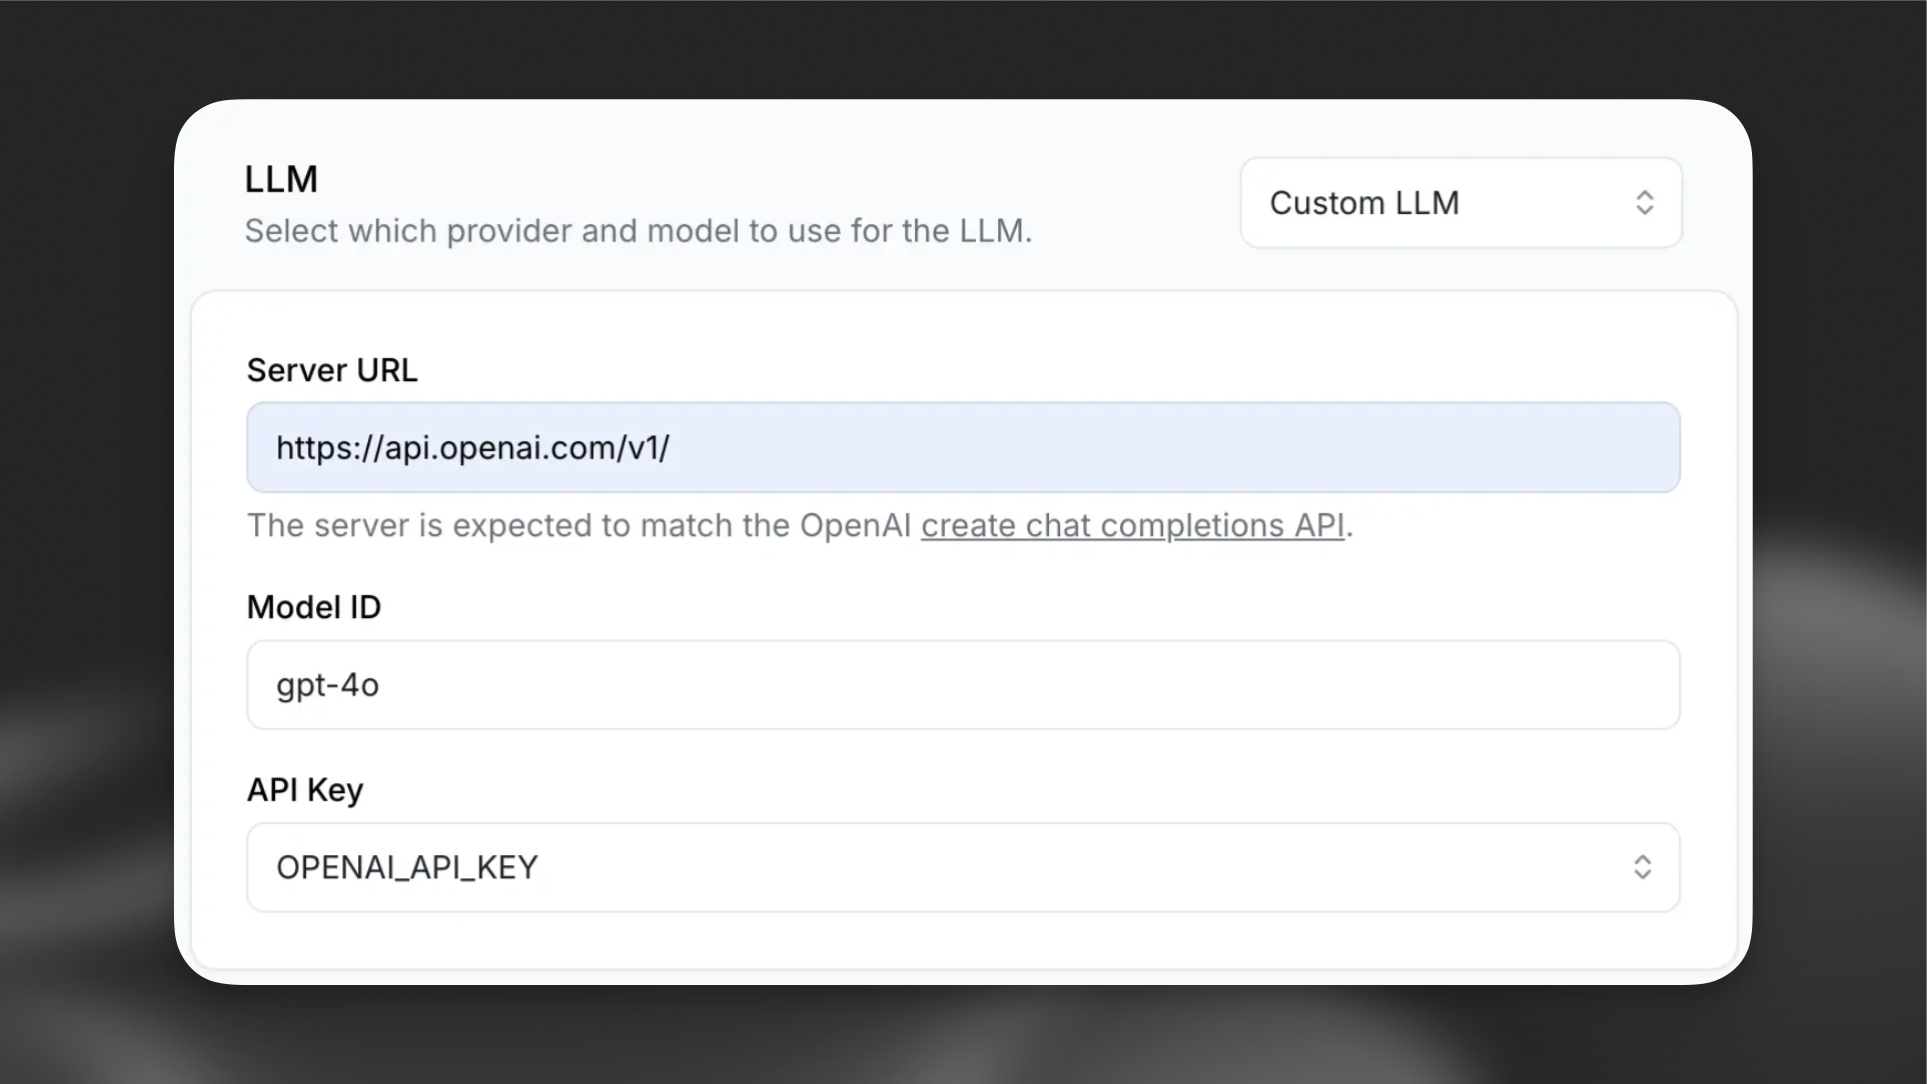 LLM
Select which provider and model to use for the LLM.
Custom LLM
Server URL
https://api.openai.com/v1/
The server is expected to match the OpenAI create chat completions API.
Model ID
gpt-4o
API Key
OPENAI_API_KEY